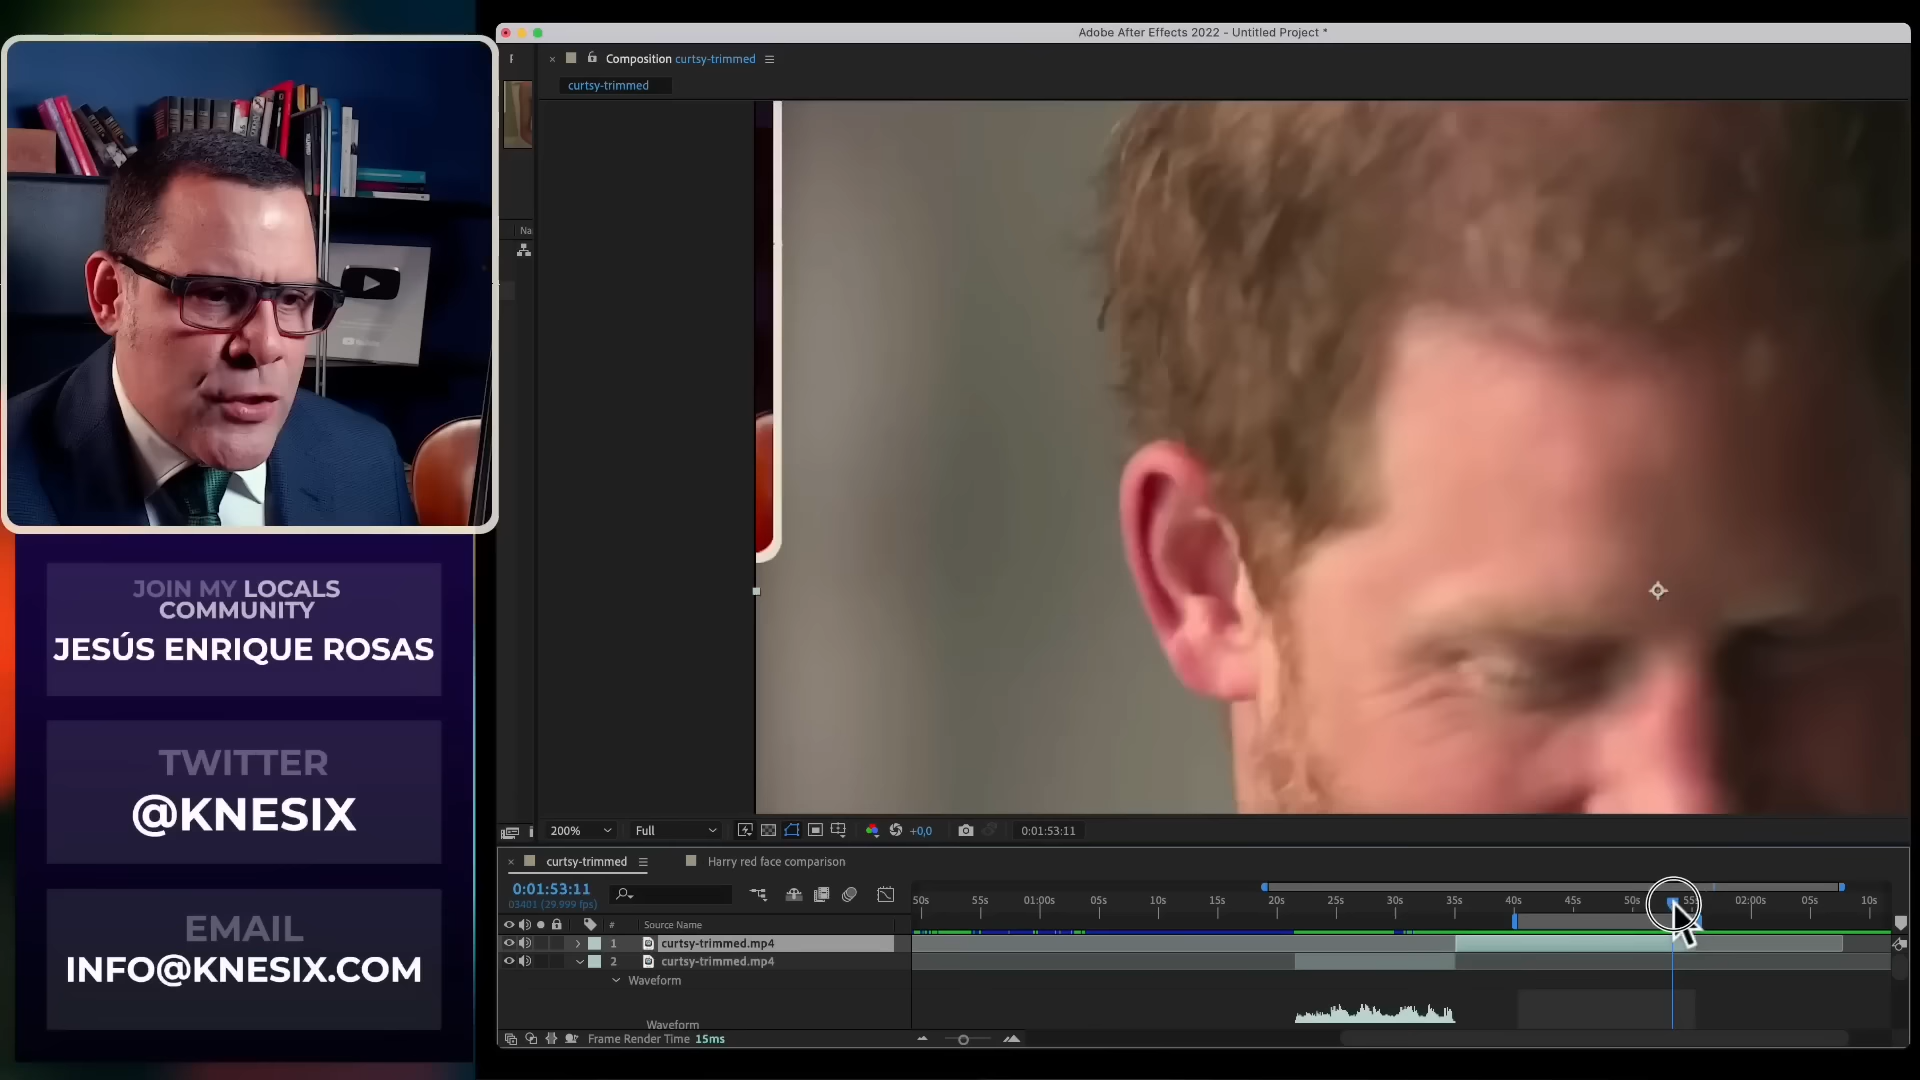 Adobe After Effects 2022 - Untitled Project *
Composition curtsy-trimmed
curtsy-trimmed
Na
JOIN MY LOCALS
COMMUNITY
JESÚS ENRIQUE ROSAS
TWITTER
@KNESIX
EMAIL
INFO@KNESIX.COM
200%
Full
+0,0
0:01:53:11
curtsy-trimmed
Harry red face comparison
0:01:53:11
03401 (29.999 fps)
50s 55s 01:00s 05s 10s 15s 20s 25s 30s 35s 40s 45s 50s 55s 02:00s 05s 10s
# Source Name
1 curtsy-trimmed.mp4
2 curtsy-trimmed.mp4
Waveform
Waveform
Frame Render Time 15ms